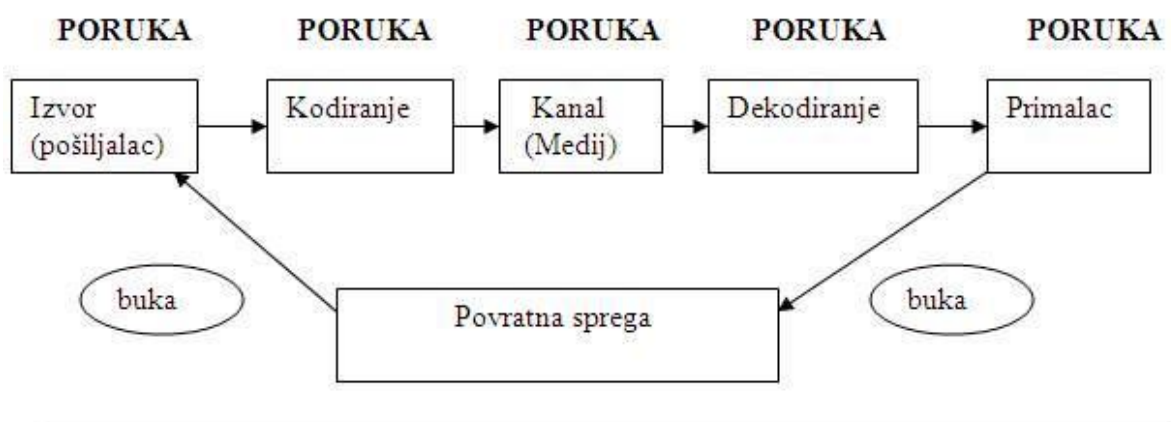 PORUKA PORUKA PORUKA PORUKA PORUKA
Izvor
(pošiljalac)
Kodiranje
Kanal
(Medij)
Dekodiranje
Primalac
buka
Povratna sprega
buka